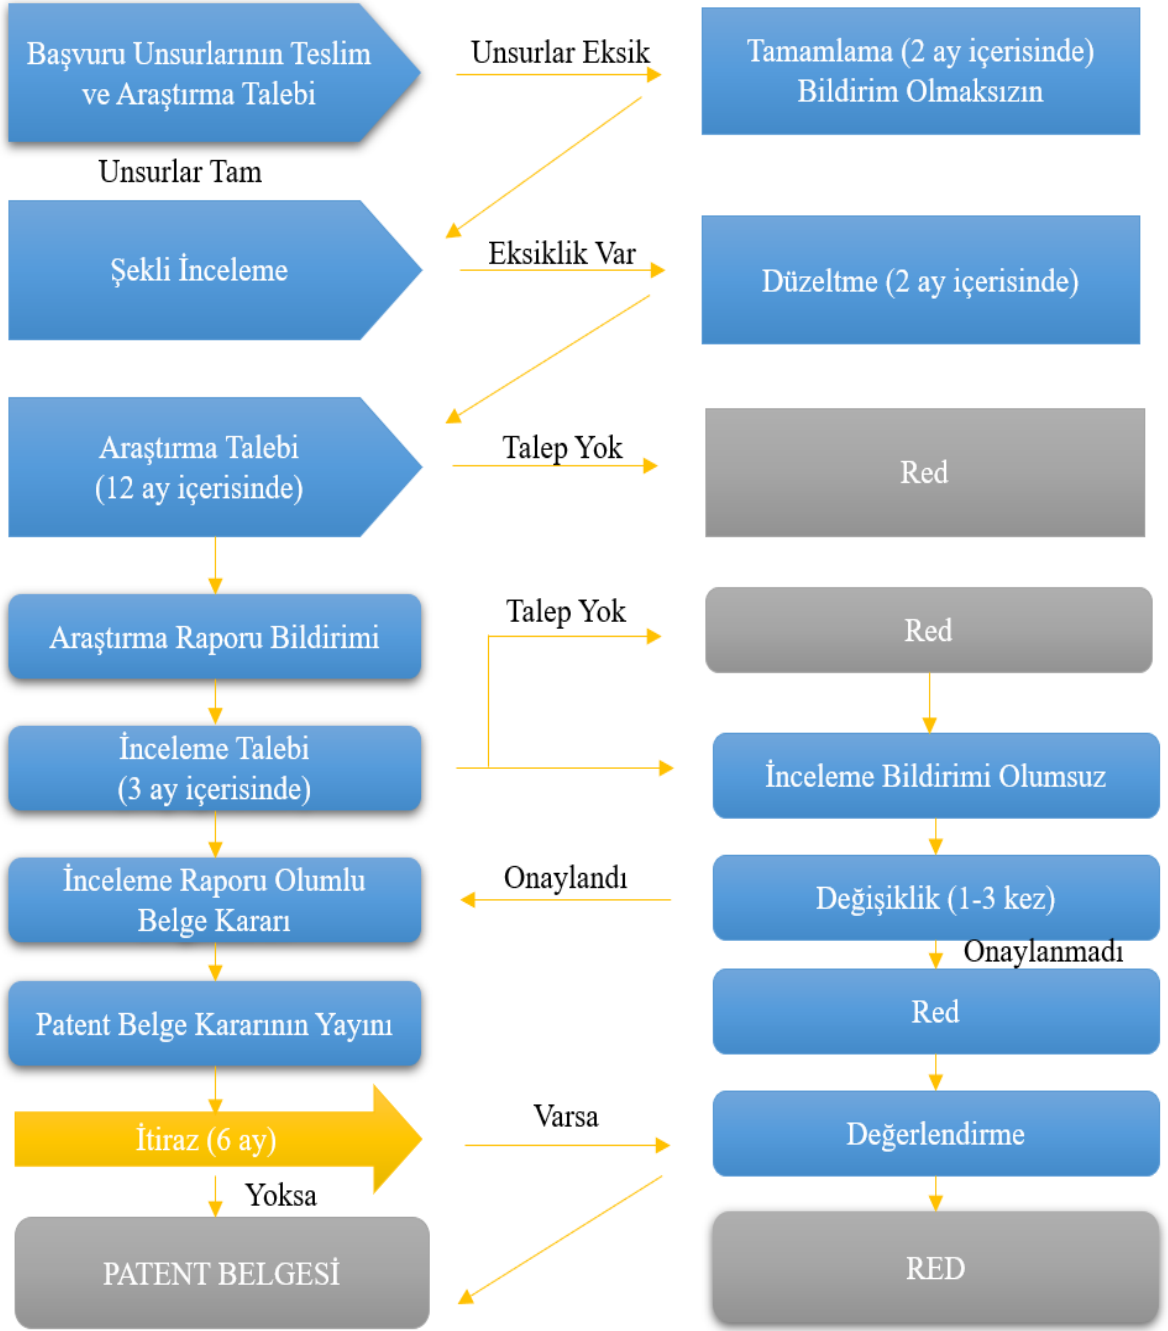 Başvuru Unsurlarının Teslim
ve Araştırma Talebi
Unsurlar Eksik
Tamamlama (2 ay içerisinde)
Bildirim Olmaksızın
Unsurlar Tam
Şekli İnceleme
Eksiklik Var
Düzeltme (2 ay içerisinde)
Araştırma Talebi
(12 ay içerisinde)
Talep Yok
Red
Araştırma Raporu Bildirimi
Talep Yok
Red
İnceleme Talebi
(3 ay içerisinde)
İnceleme Bildirimi Olumsuz
İnceleme Raporu Olumlu
Belge Kararı
Onaylandı
Değişiklik (1-3 kez)
Onaylanmadı
Patent Belge Kararının Yayını
Red
İtiraz (6 ay)
Varsa
Değerlendirme
Yoksa
PATENT BELGESİ
RED